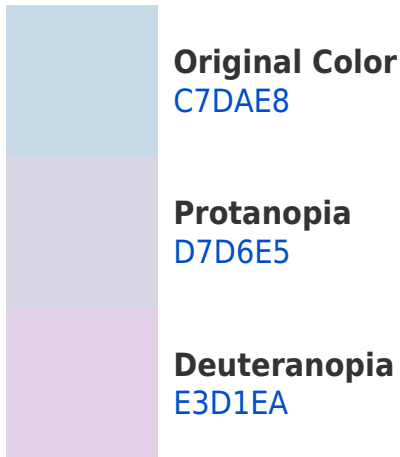 Original Color
C7DAE8
Protanopia
D7D6E5
Deuteranopia
E3D1EA